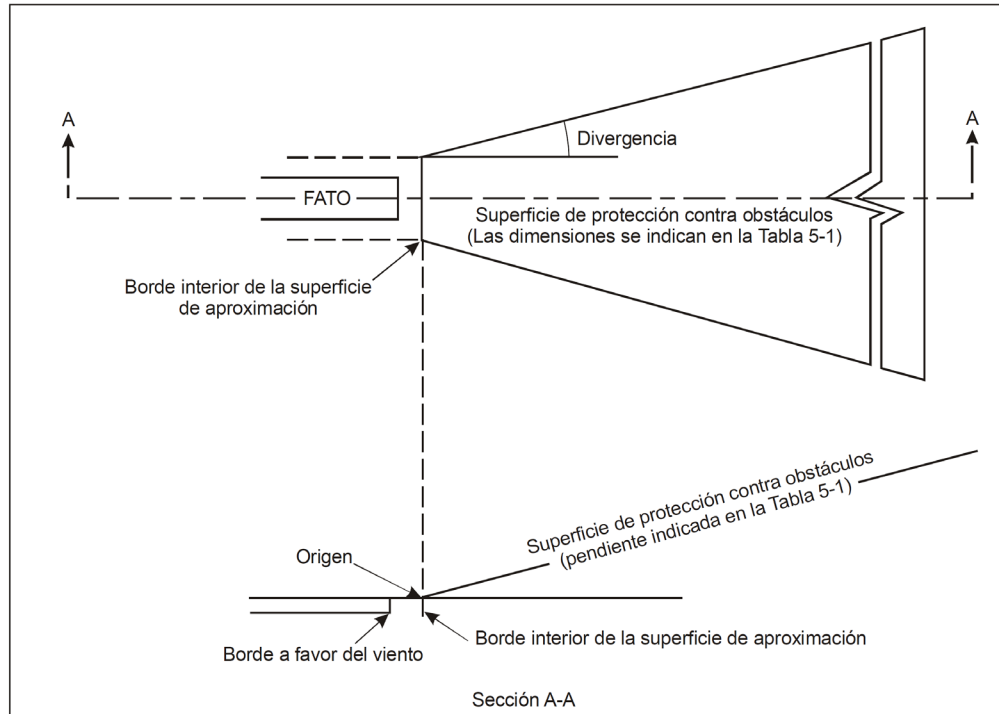 A
A
Divergencia
FATO
Superficie de protección contra obstáculos
(Las dimensiones se indican en la Tabla 5-1)
Borde interior de la superficie
de aproximación
Superficie de protección contra obstáculos
(pendiente indicada en la Tabla 5-1)
Origen
Borde interior de la superficie de aproximación
Borde a favor del viento
Sección A-A